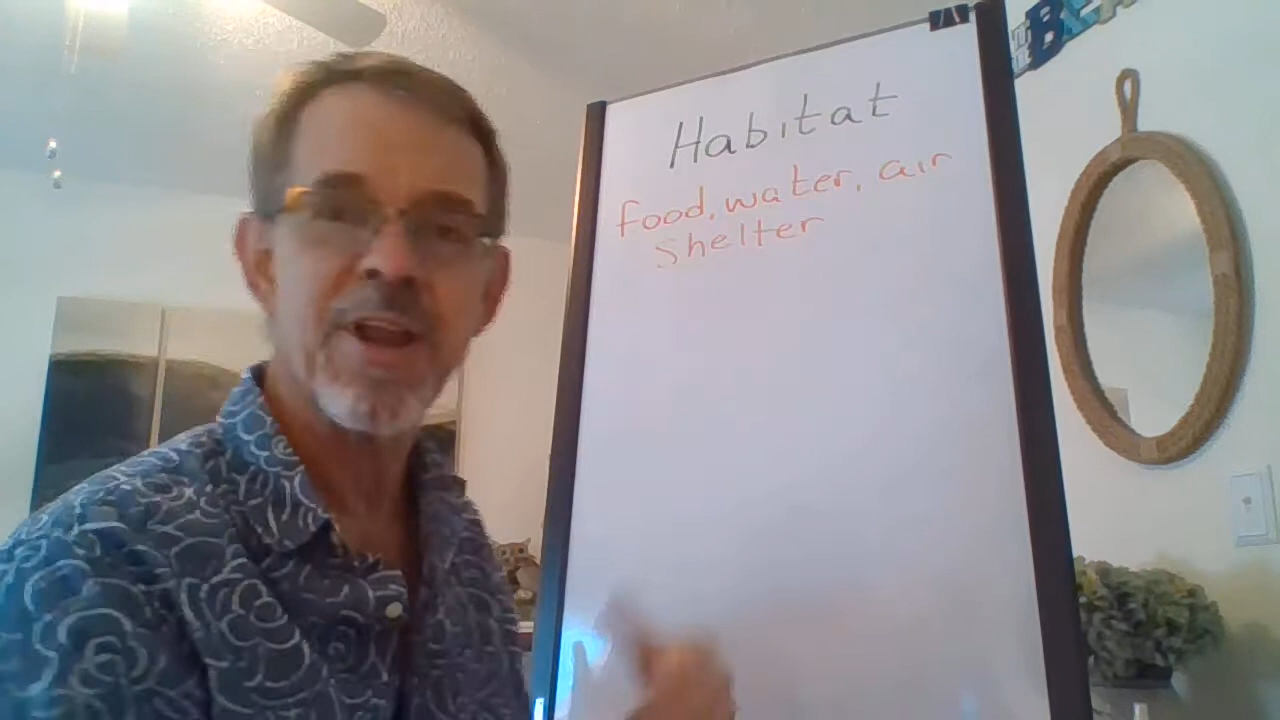 Habitat
food, water, air
shelter